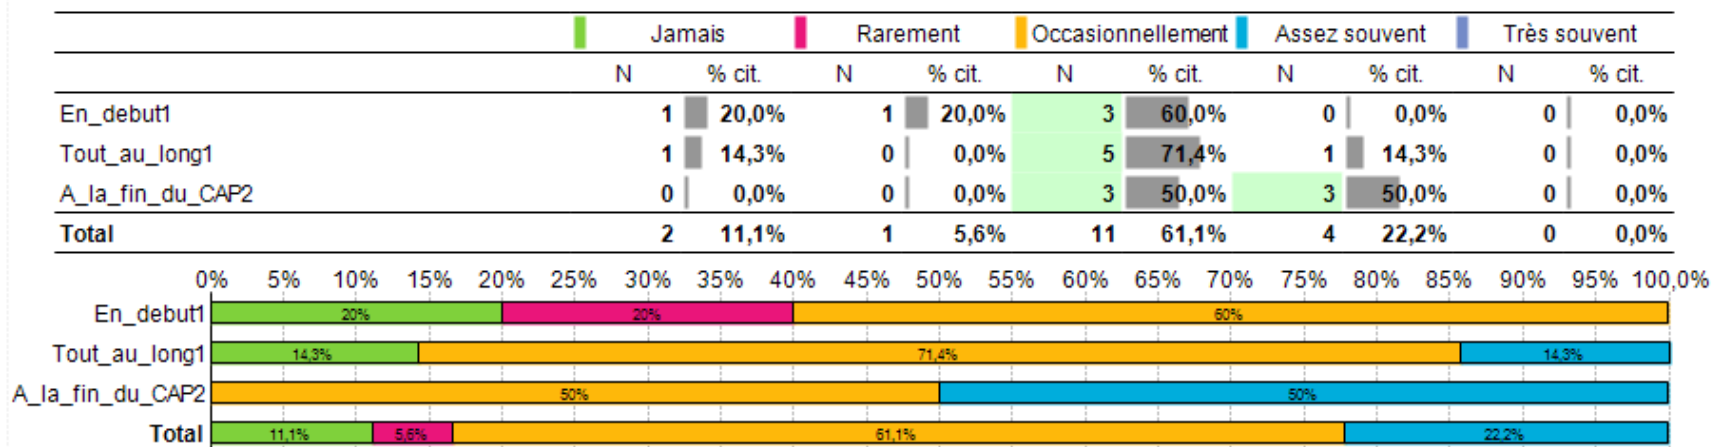 Jamais Rarement Occasionnellement Assez souvent Très souvent
N % cit. N % cit. N % cit. N % cit. N % cit.
En_debut1 1 20,0% 1 20,0% 3 60,0% 0 0,0% 0 0,0%
Tout_au_long1 1 14,3% 0 0,0% 5 71,4% 1 14,3% 0 0,0%
A_la_fin_du_CAP2 0 0,0% 0 0,0% 3 50,0% 3 50,0% 0 0,0%
Total 2 11,1% 1 5,6% 11 61,1% 4 22,2% 0 0,0%
0% 5% 10% 15% 20% 25% 30% 35% 40% 45% 50% 55% 60% 65% 70% 75% 80% 85% 90% 95% 100,0%
En_debut1 20% 20% 60%
Tout_au_long1 14,3% 71,4% 14,3%
A_la_fin_du_CAP2 50% 50%
Total 11,1% 5,6% 61,1% 22,2%